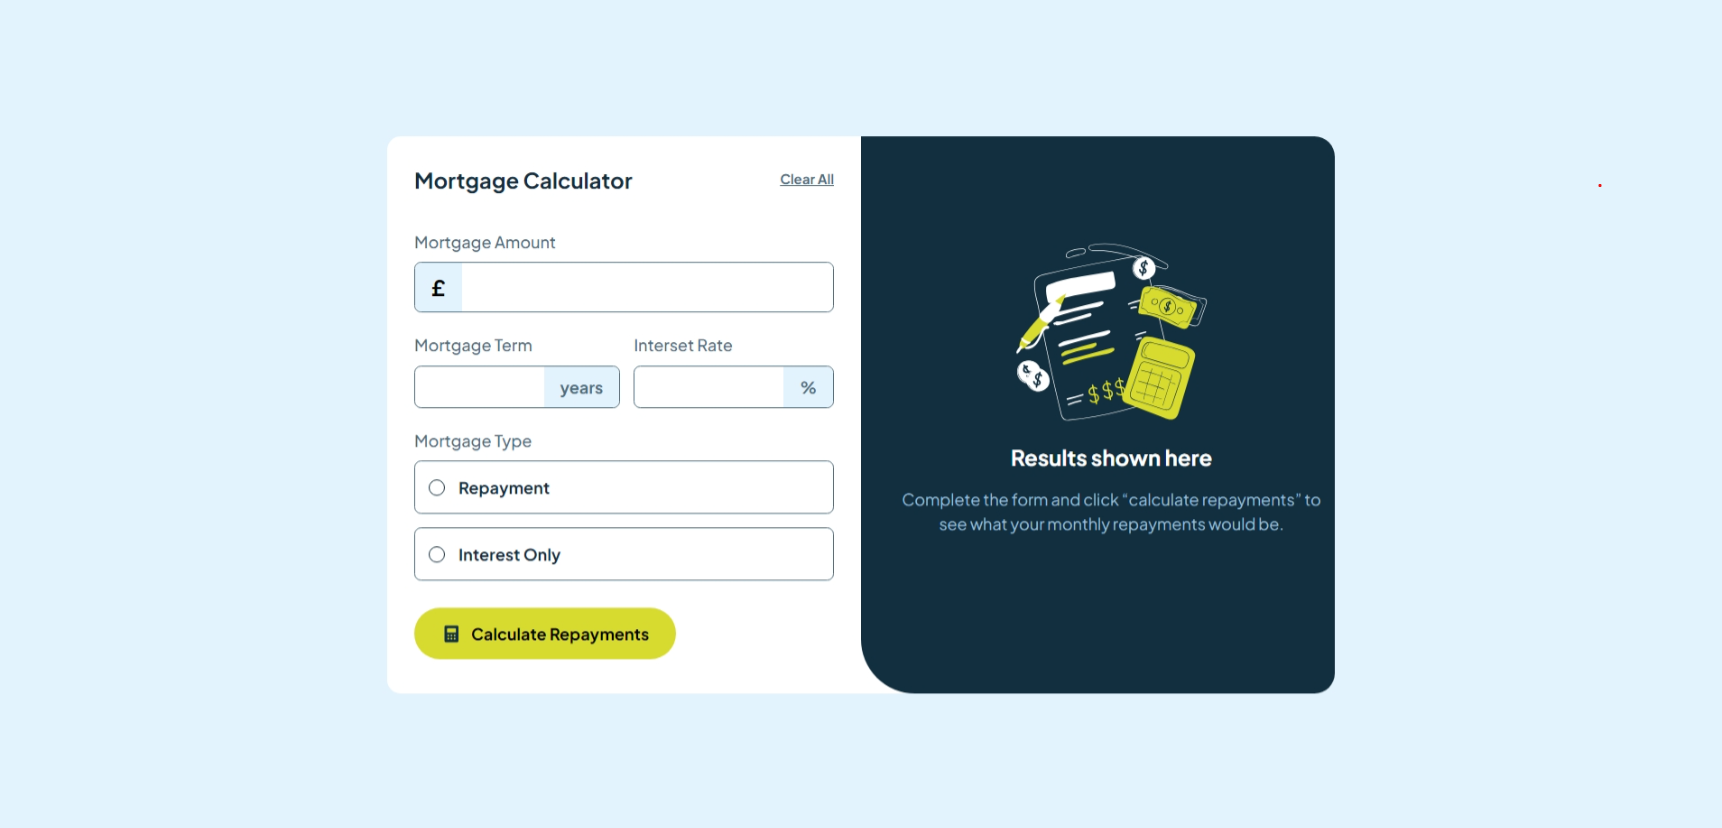 Mortgage Calculator
Clear All
Mortgage Amount
£
Mortgage Term
Interset Rate
years
%
Mortgage Type
Repayment
Interest Only
Calculate Repayments
$
$
$
$
$$$
Results shown here
Complete the form and click “calculate repayments” to
see what your monthly repayments would be.